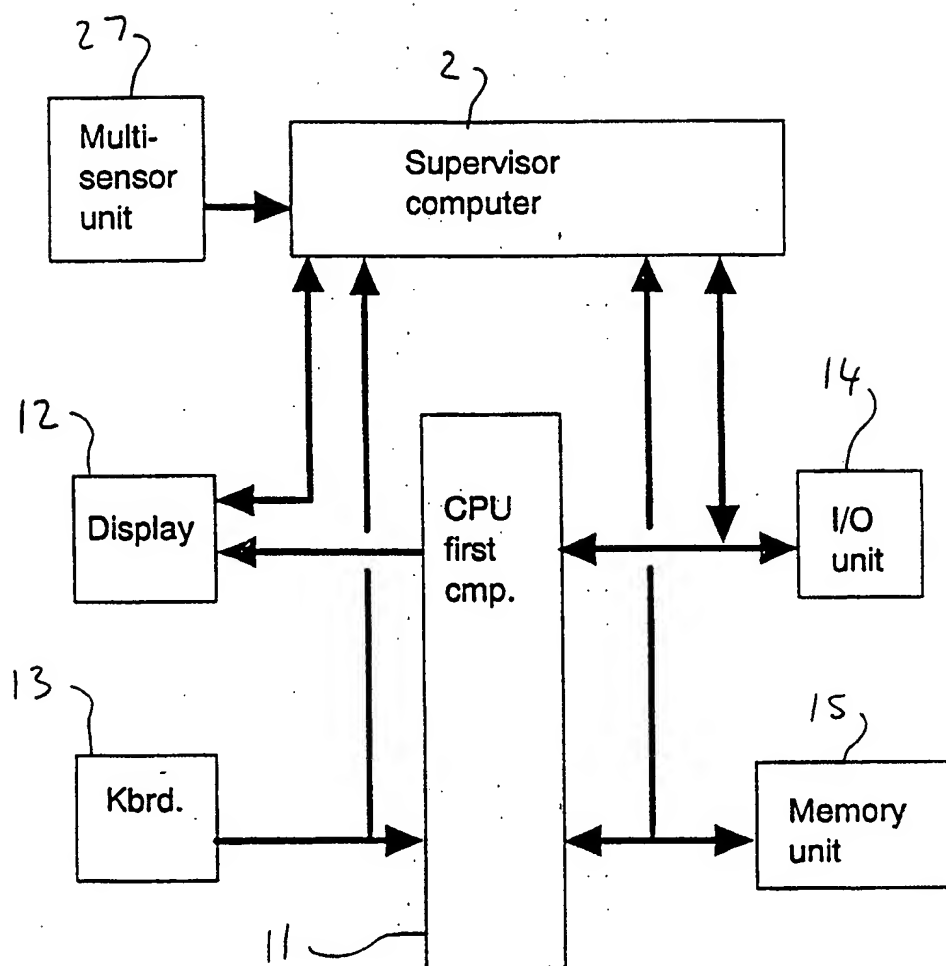 27
2
Multi-
sensor
unit
Supervisor
computer
12
14
Display
CPU
first
cmp.
I/O
unit
13
15
Kbrd.
Memory
unit
11